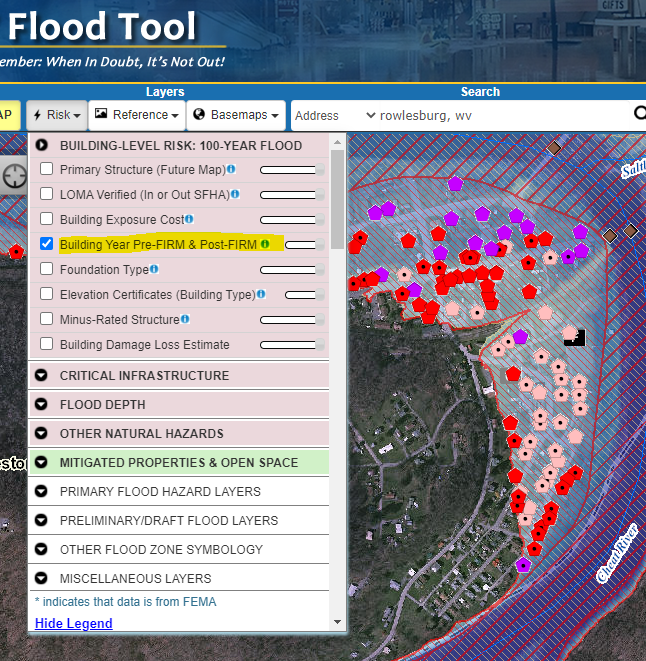 GIFTS
Flood Tool
ember: When In Doubt, It's Not Out!
Layers
Search
AP
Risk
Reference
Basemaps
Address
rowlesburg, wv
BUILDING-LEVEL RISK: 100-YEAR FLOOD
Primary Structure (Future Map)
LOMA Verified (In or Out SFHA)
Building Exposure Cost
Building Year Pre-FIRM & Post-FIRM
Foundation Type
Elevation Certificates (Building Type)
Minus-Rated Structure
Building Damage Loss Estimate
CRITICAL INFRASTRUCTURE
FLOOD DEPTH
OTHER NATURAL HAZARDS
MITIGATED PROPERTIES & OPEN SPACE
PRIMARY FLOOD HAZARD LAYERS
PRELIMINARY/DRAFT FLOOD LAYERS
OTHER FLOOD ZONE SYMBOLOGY
MISCELLANEOUS LAYERS
* indicates that data is from FEMA
Hide Legend
Saltl
Cheat River
esto